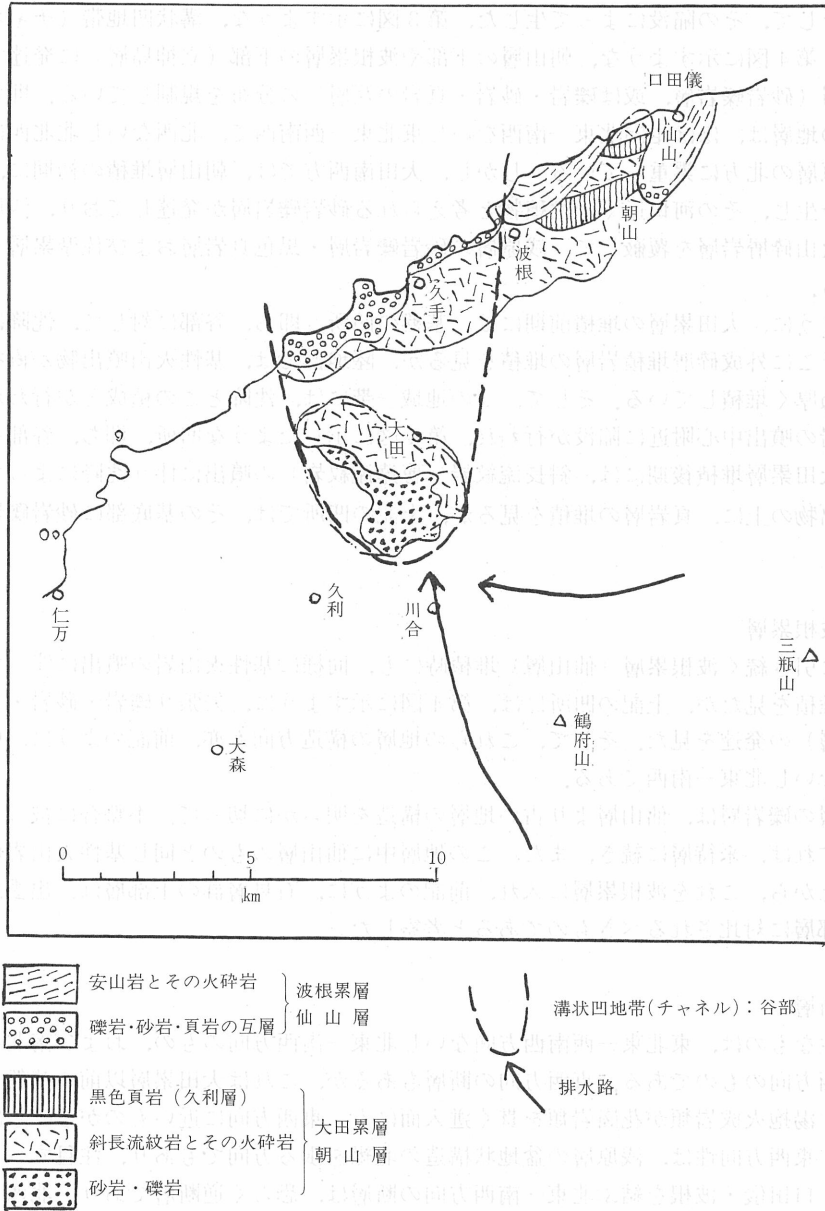 口田儀
仙山
朝山
波根
久手
大田
仁万
久利
川合
三瓶山
鶴府山
大森
0 5 10
km
安山岩とその火砕岩
礫岩・砂岩・頁岩の互層
波根累層
仙山層
黒色頁岩(久利層)
斜長流紋岩とその火砕岩
砂岩・礫岩
大田累層
朝山層
溝状凹地帯(チャネル):谷部
排水路